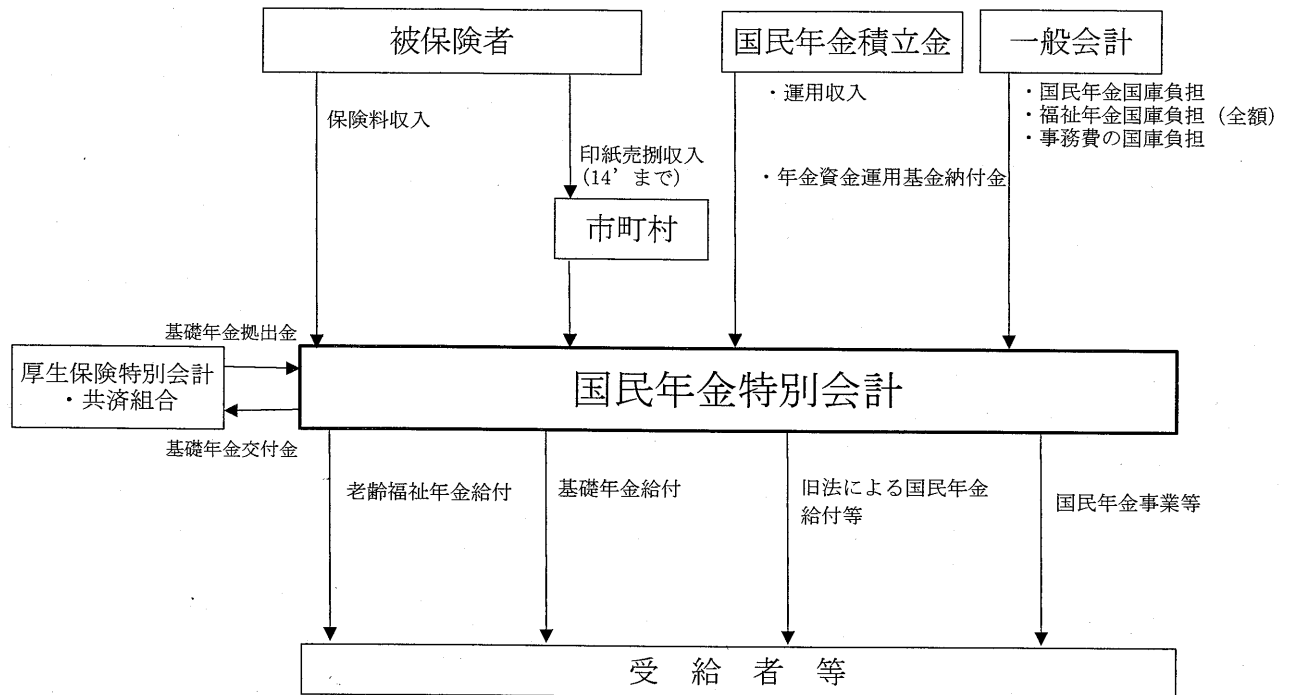 被保険者
国民年金積立金
一般会計
保険料収入
印紙売捌収入
(14’まで)
市町村
・運用収入
・年金資金運用基金納付金
・国民年金国庫負担
・福祉年金国庫負担(全額)
・事務費の国庫負担
基礎年金拠出金
厚生保険特別会計
・共済組合
基礎年金交付金
国民年金特別会計
老齢福祉年金給付
基礎年金給付
旧法による国民年金
給付等
国民年金事業等
受給者等